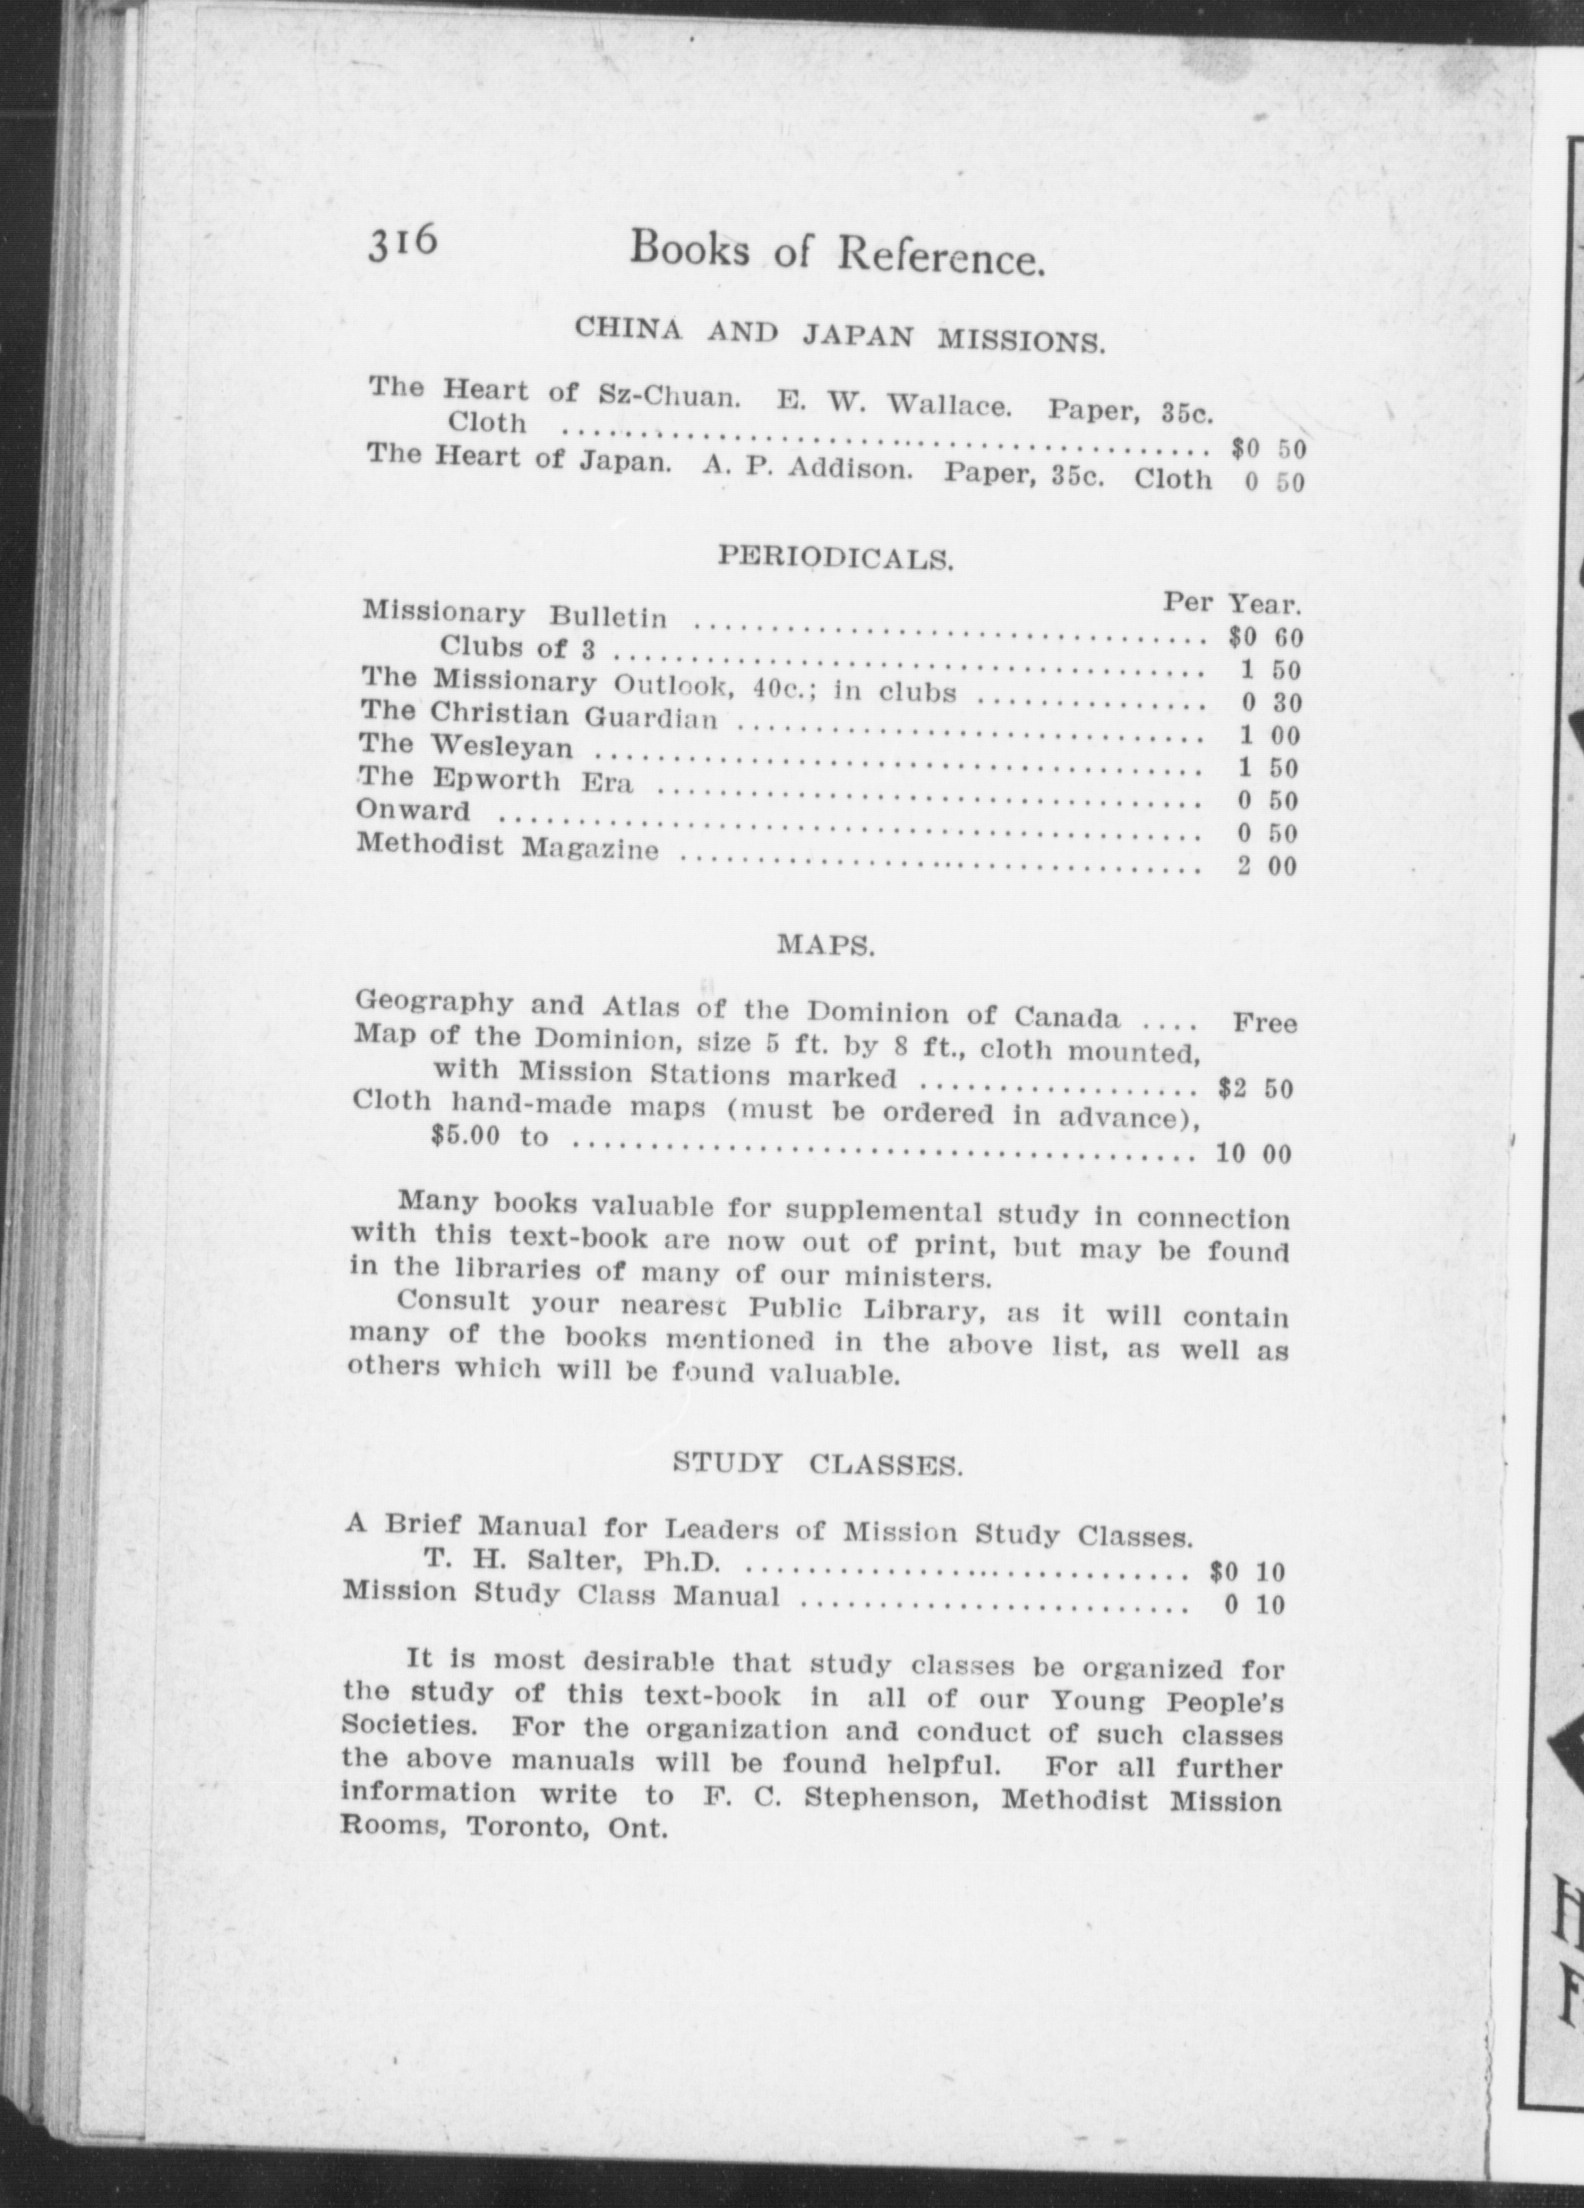 316 Books of Reference.
CHINA AND JAPAN MISSIONS.
The Heart of Sz-Chuan. E. W. Wallace. Paper, 35c.
Cloth ........................................ $0 50
The Heart of Japan. A. P. Addison. Paper, 35c. Cloth 0 50
PERIODICALS.
Per Year.
Missionary Bulletin ................................. $0 60
Clubs of 3 ...................................... 1 50
The Missionary Outlook, 40c.; in clubs ............... 0 30
The Christian Guardian .............................. 1 00
The Wesleyan ....................................... 1 50
The Epworth Era ................................... 0 50
Onward ............................................. 0 50
Methodist Magazine ................................. 2 00
MAPS.
Geography and Atlas of the Dominion of Canada .... Free
Map of the Dominion, size 5 ft. by 8 ft., cloth mounted,
with Mission Stations marked .................. $2 50
Cloth hand-made maps (must be ordered in advance),
$5.00 to ........................................ 10 00
Many books valuable for supplemental study in connection
with this text-book are now out of print, but may be found
in the libraries of many of our ministers.
Consult your nearest Public Library, as it will contain
many of the books mentioned in the above list, as well as
others which will be found valuable.
STUDY CLASSES.
A Brief Manual for Leaders of Mission Study Classes.
T. H. Salter, Ph.D. ............................. $0 10
Mission Study Class Manual ......................... 0 10
It is most desirable that study classes be organized for
the study of this text-book in all of our Young People's
Societies. For the organization and conduct of such classes
the above manuals will be found helpful. For all further
information write to F. C. Stephenson, Methodist Mission
Rooms, Toronto, Ont.